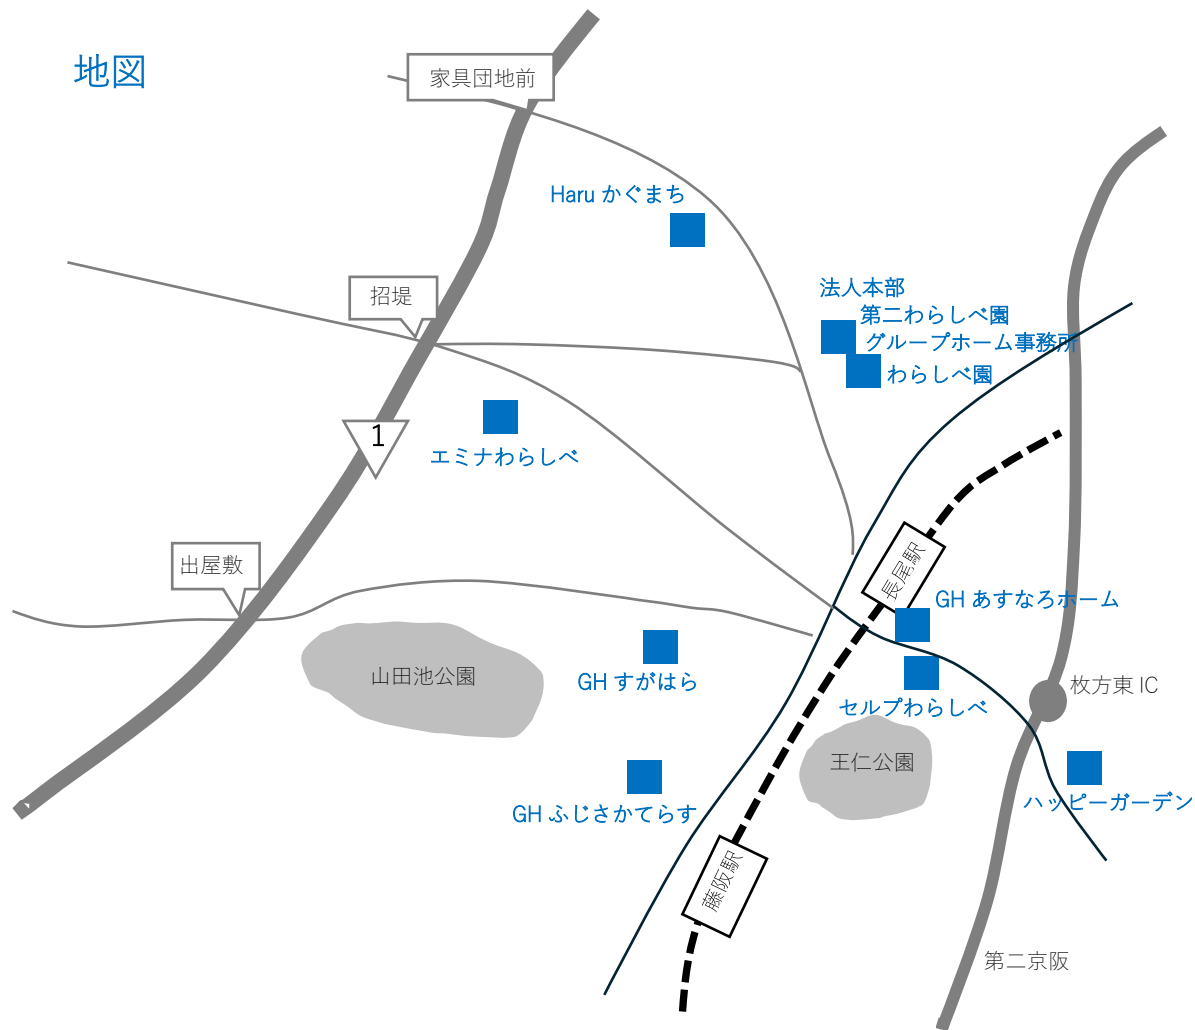 地図
家具団地前
Haru かぐまち
招堤
法人本部
第二わらしべ園
グループホーム事務所
わらしべ園
1
エミナわらしべ
出屋敷
長尾駅
GH あすなろホーム
山田池公園
GH すがはら
セルプわらしべ
枚方東 IC
王仁公園
GH ふじさかてらす
ハッピーガーデン
藤阪駅
第二京阪